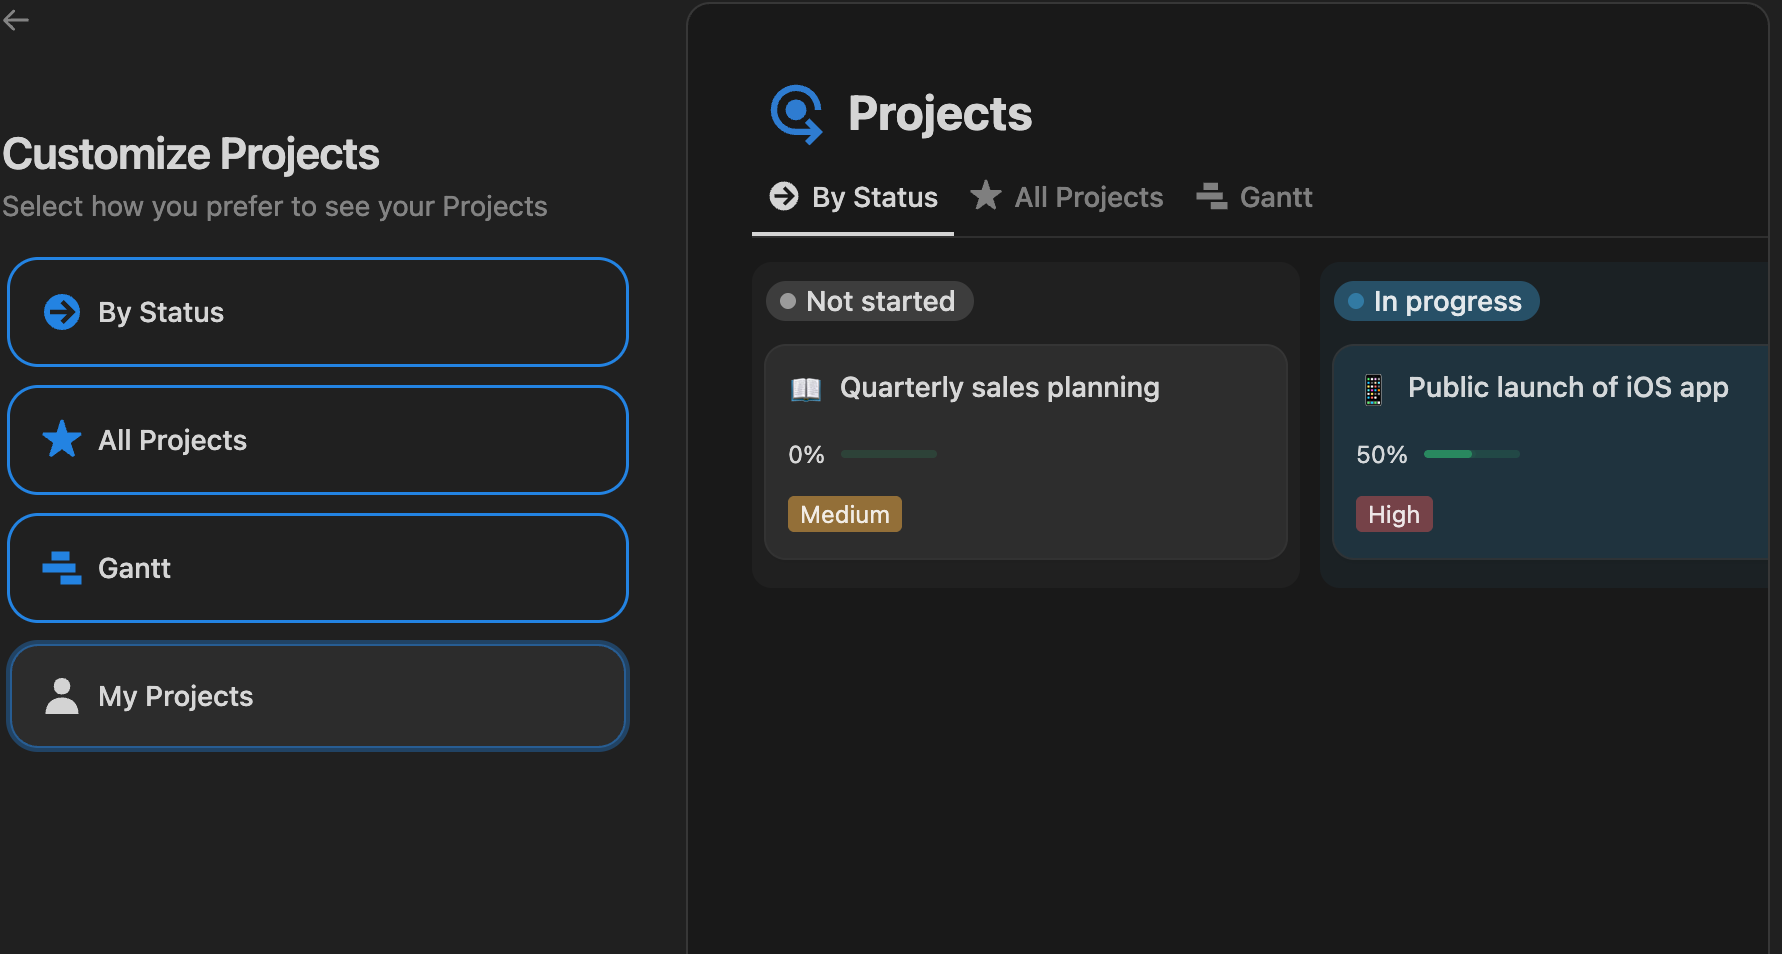 Customize Projects
Select how you prefer to see your Projects
By Status
All Projects
Gantt
My Projects
Projects
By Status
All Projects
Gantt
Not started
Quarterly sales planning
0%
Medium
In progress
Public launch of iOS app
50%
High